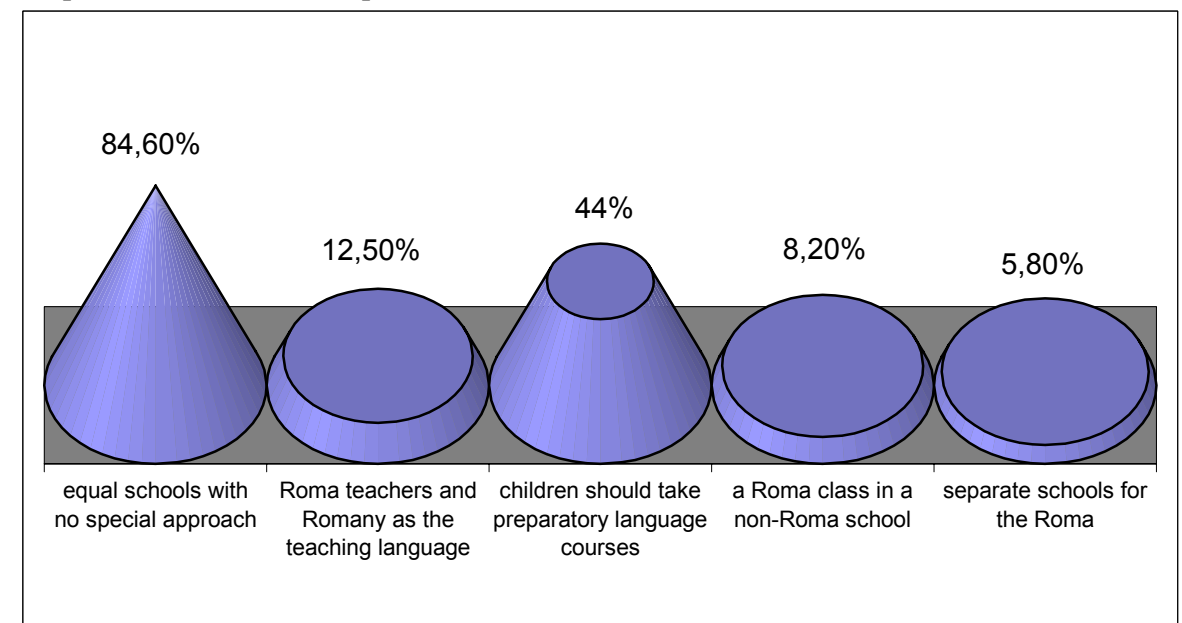 84,60%
12,50%
44%
8,20%
5,80%
equal schools with
no special approach
Roma teachers and
Romany as the
teaching language
children should take
preparatory language
courses
a Roma class in a
non-Roma school
separate schools for
the Roma